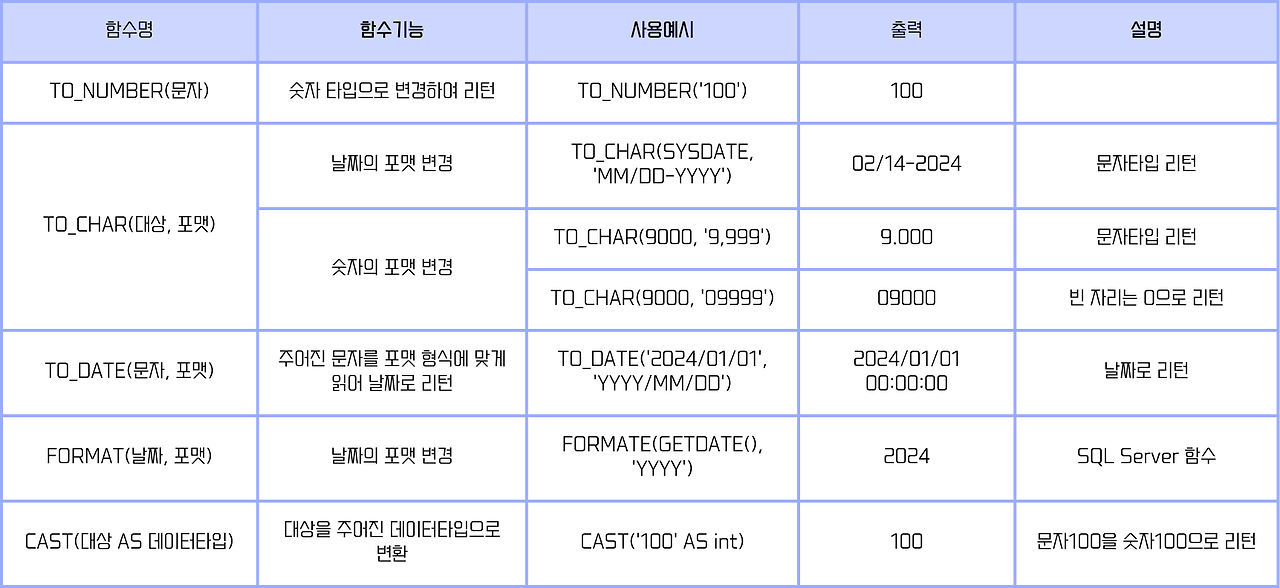 함수명
함수기능
사용예시
출력
설명
TO_NUMBER(문자)
숫자 타입으로 변경하여 리턴
TO_NUMBER('100')
100
TO_CHAR(대상, 포맷)
날짜의 포맷 변경
TO_CHAR(SYSDATE,
'MM/DD-YYYY')
02/14-2024
문자타입 리턴
숫자의 포맷 변경
TO_CHAR(9000, '9,999')
9.000
문자타입 리턴
TO_CHAR(9000, '09999')
09000
빈 자리는 0으로 리턴
TO_DATE(문자, 포맷)
주어진 문자를 포맷 형식에 맞게
읽어 날짜로 리턴
TO_DATE('2024/01/01',
'YYYY/MM/DD')
2024/01/01
00:00:00
날짜로 리턴
FORMAT(날짜, 포맷)
날짜의 포맷 변경
FORMATE(GETDATE(),
'YYYY')
2024
SQL Server 함수
CAST(대상 AS 데이터타입)
대상을 주어진 데이터타입으로
변환
CAST('100' AS int)
100
문자100을 숫자100으로 리턴